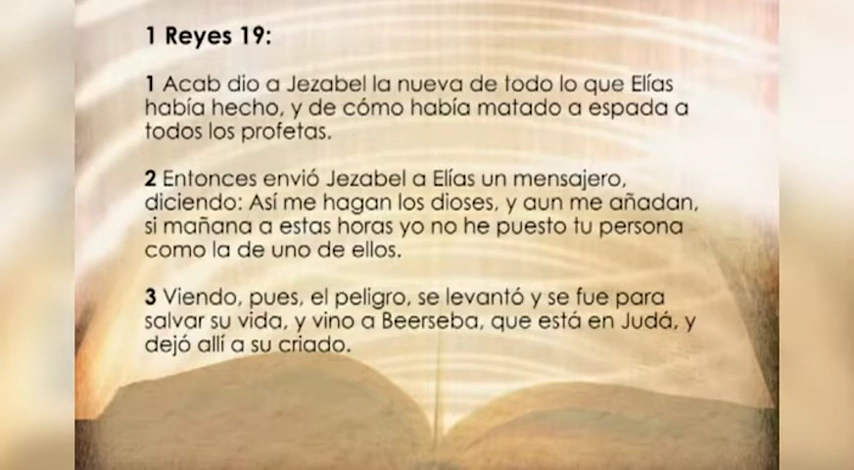 1 Reyes 19:
1 Acab dio a Jezabel la nueva de todo lo que Elías
había hecho, y de cómo había matado a espada a
todos los profetas.
2 Entonces envió Jezabel a Elías un mensajero,
diciendo: Así me hagan los dioses, y aun me añadan,
si mañana a estas horas yo no he puesto tu persona
como la de uno de ellos.
3 Viendo, pues, el peligro, se levantó y se fue para
salvar su vida, y vino a Beerseba, que está en Judá, y
dejó allí a su criado.